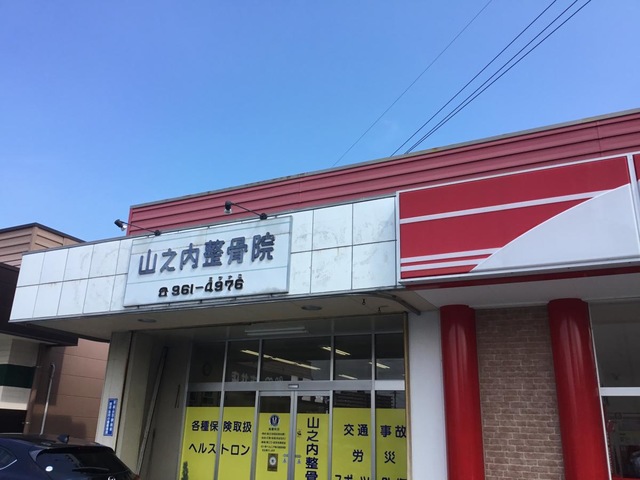 山之内整骨院
☎961-4976
各種保険取扱
ヘルストロン
山之内整骨
交通事故
労災